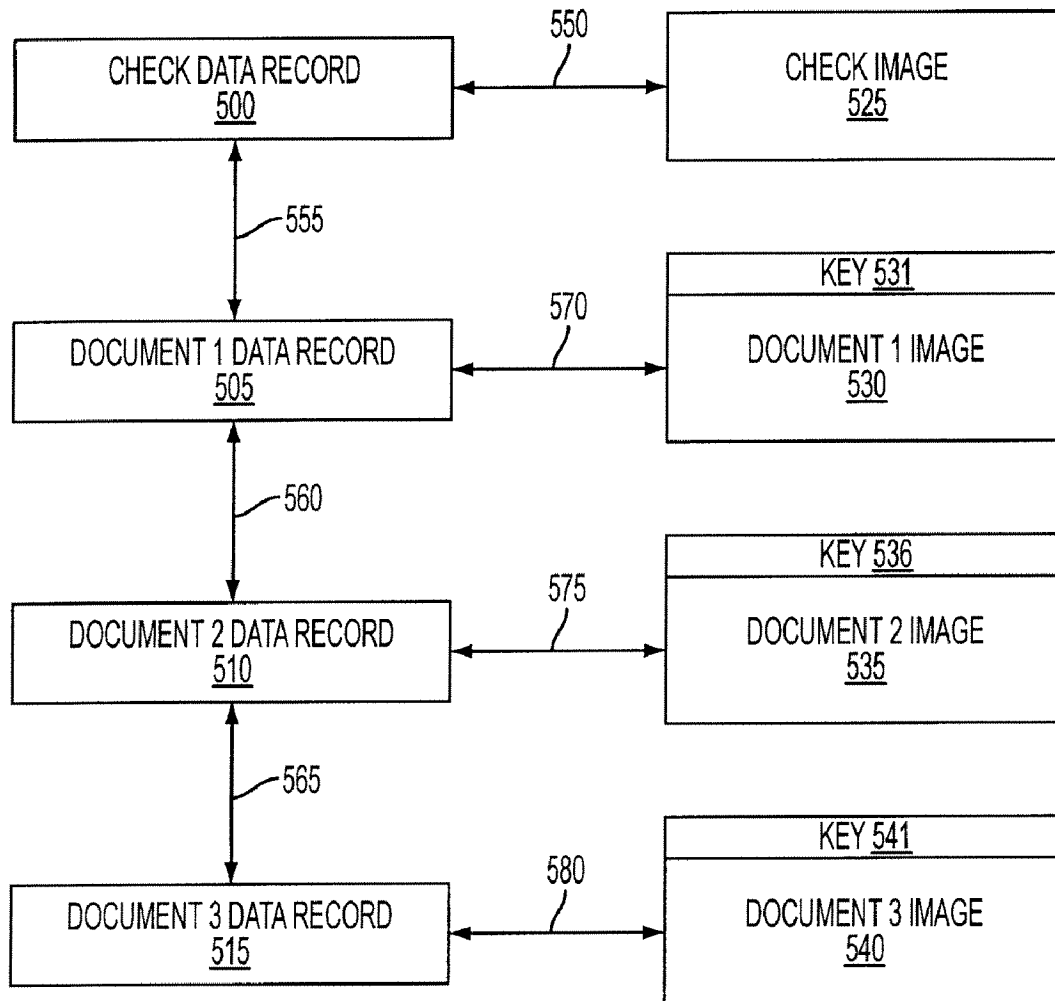 550
CHECK DATA RECORD
500
CHECK IMAGE
525
555
KEY 531
570
DOCUMENT 1 DATA RECORD
505
DOCUMENT 1 IMAGE
530
560
KEY 536
575
DOCUMENT 2 DATA RECORD
510
DOCUMENT 2 IMAGE
535
565
KEY 541
580
DOCUMENT 3 DATA RECORD
515
DOCUMENT 3 IMAGE
540